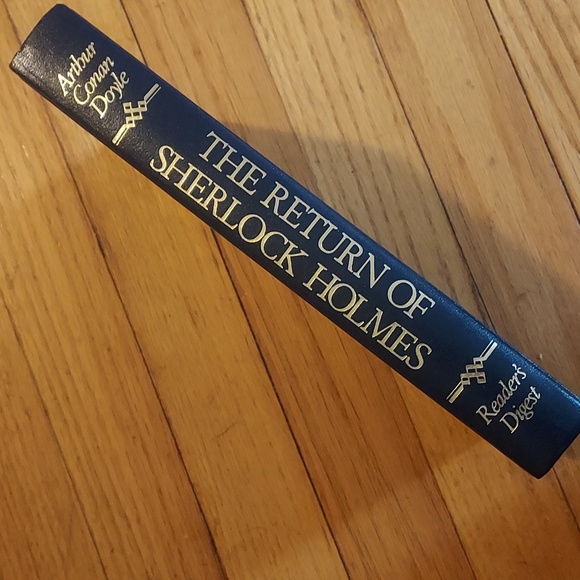 Arthur
Conan
Doyle
THE RETURN OF
SHERLOCK HOLMES
Reader's
Digest